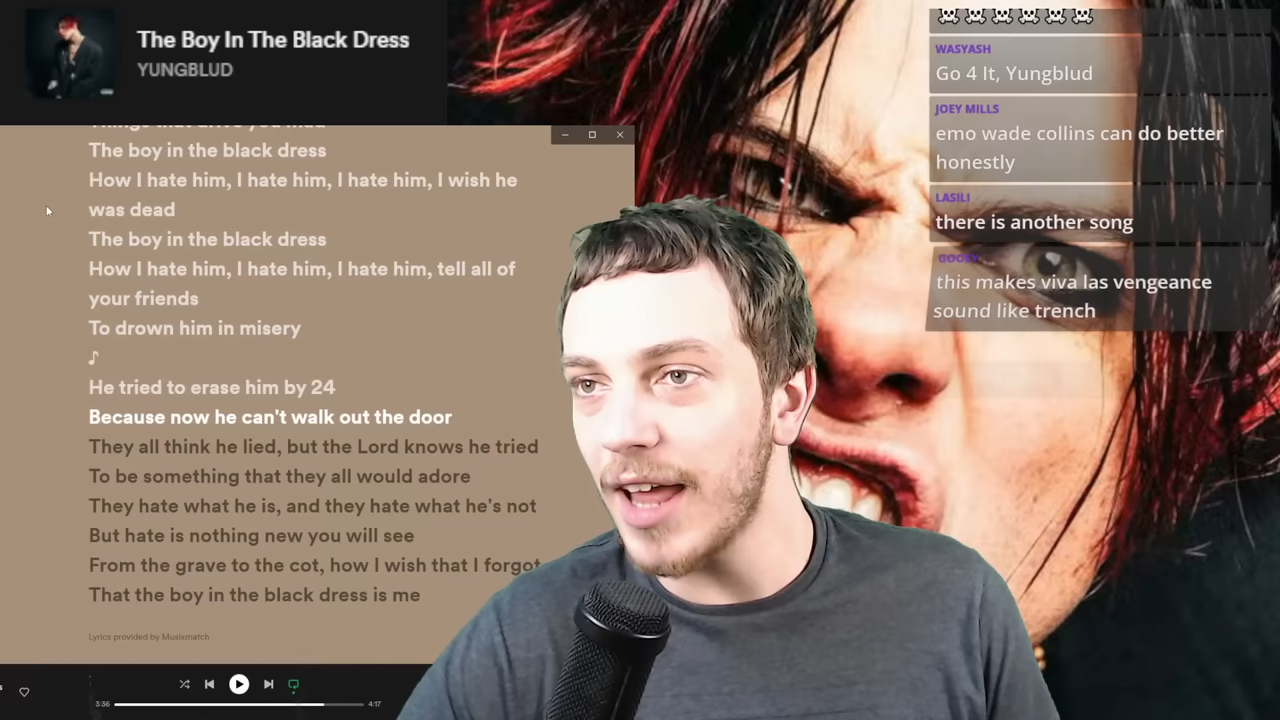 The Boy In The Black Dress
YUNGBLUD
Things that drive you mad
The boy in the black dress
How I hate him, I hate him, I hate him, I wish he
was dead
The boy in the black dress
How I hate him, I hate him, I hate him, tell all of
your friends
To drown him in misery
♪
He tried to erase him by 24
Because now he can't walk out the door
They all think he lied, but the Lord knows he tried
To be something that they all would adore
They hate what he is, and they hate what he's not
But hate is nothing new you will see
From the grave to the cot, how I wish that I forgot
That the boy in the black dress is me
Lyrics provided by Musixmatch
3:36
4:17
☠☠☠☠☠☠
WASYASH
Go 4 It, Yungblud
JOEY MILLS
emo wade collins can do better
honestly
LASILI
there is another song
this makes viva las vengeance
sound like trench